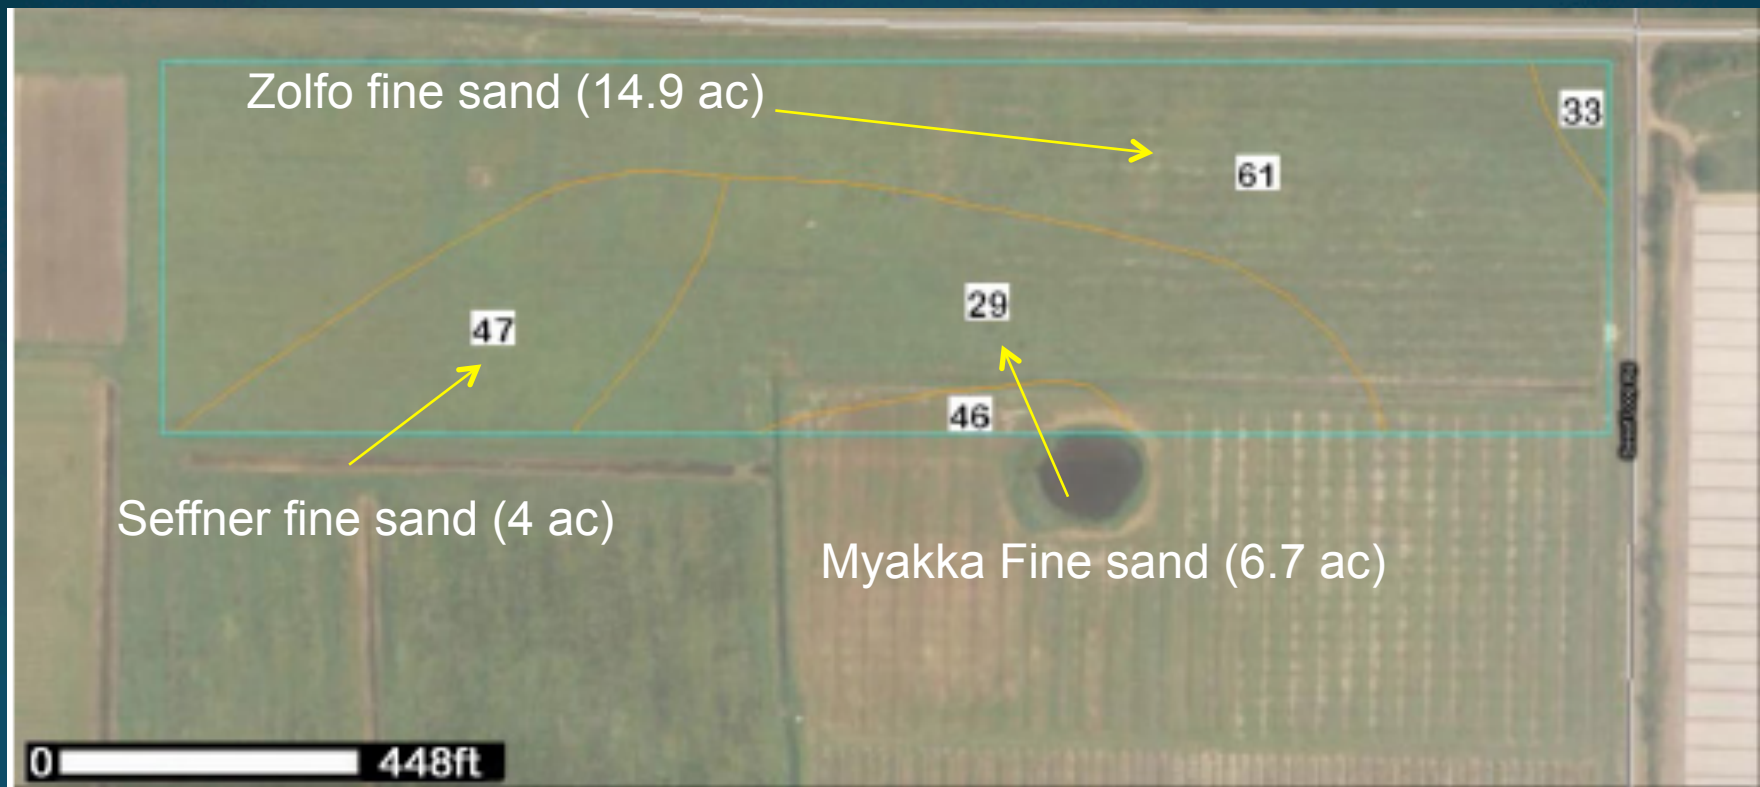 Zolfo fine sand (14.9 ac)
33
61
29
47
46
Seffner fine sand (4 ac)
Myakka Fine sand (6.7 ac)
0 448ft